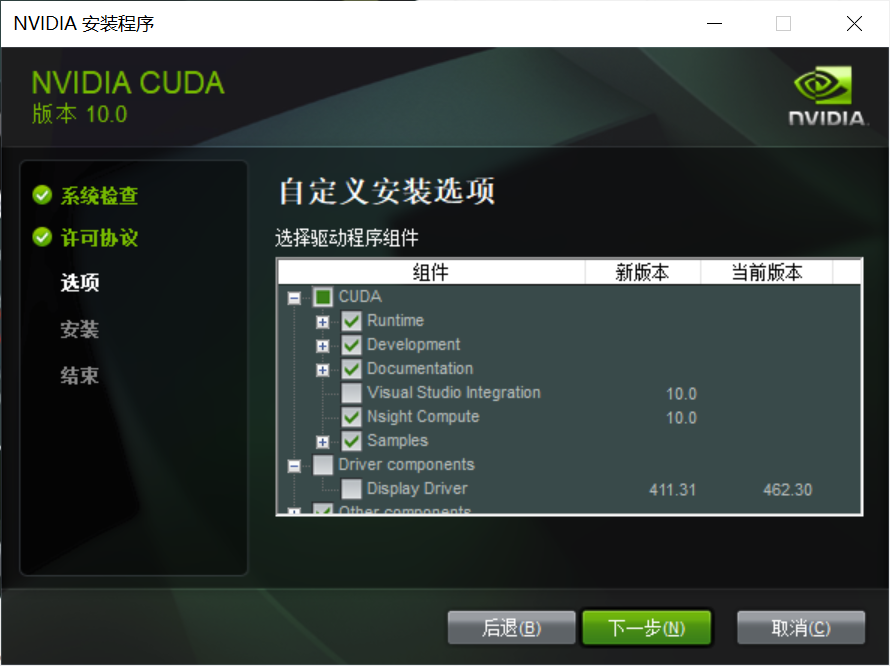 NVIDIA 安装程序
NVIDIA CUDA
版本 10.0
NVIDIA.
系统检查
许可协议
选项
安装
结束
自定义安装选项
选择驱动程序组件
组件 新版本 当前版本
CUDA
Runtime
Development
Documentation
Visual Studio Integration 10.0
Nsight Compute 10.0
Samples
Driver components
Display Driver 411.31 462.30
Other components
后退(B) 下一步(N) 取消(C)